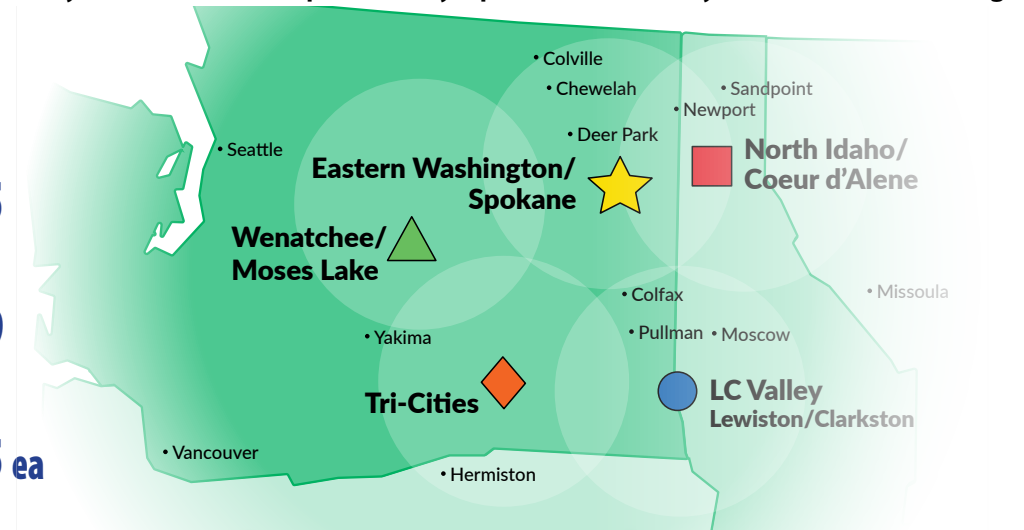 Colville
Chewelah
Sandpoint
Newport
Deer Park
Seattle
North Idaho/
Coeur d'Alene
Eastern Washington/
Spokane
Wenatchee/
Moses Lake
Colfax
Missoula
Pullman
Moscow
Yakima
Tri-Cities
LC Valley
Lewiston/Clarkston
Vancouver
ea
Hermiston